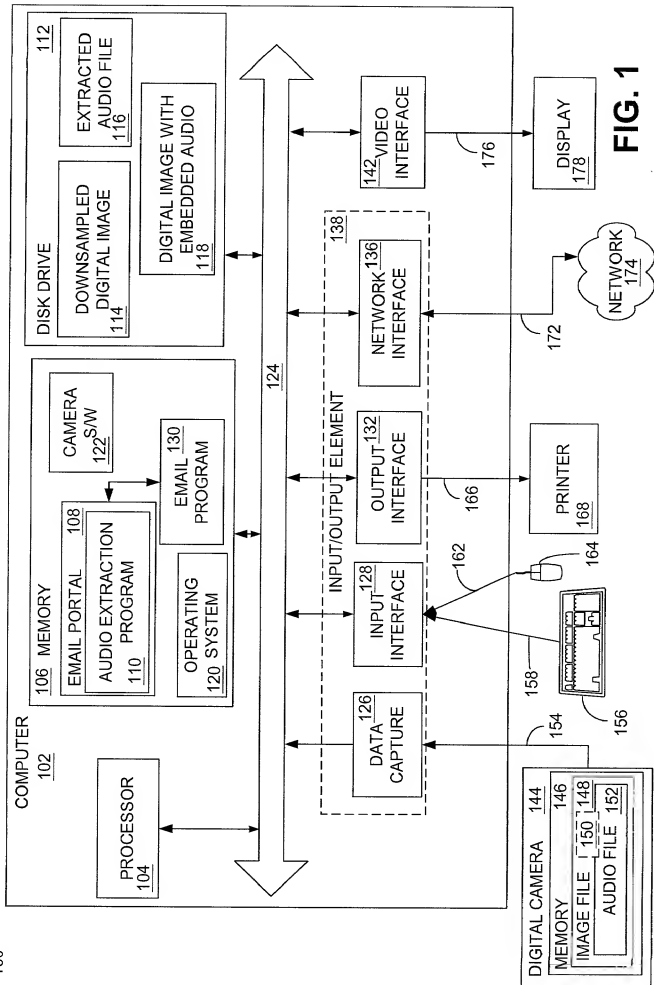 COMPUTER
102
PROCESSOR
104
106 MEMORY
EMAIL PORTAL 108
AUDIO EXTRACTION
PROGRAM
110
CAMERA
S/W
122
EMAIL 130
PROGRAM
OPERATING
SYSTEM
120
DISK DRIVE
112
DOWNSAMPLED
DIGITAL IMAGE
114
EXTRACTED
AUDIO FILE
116
DIGITAL IMAGE WITH
EMBEDDED AUDIO
118
124
INPUT/OUTPUT ELEMENT
138
DATA 126
CAPTURE
INPUT 128
INTERFACE
OUTPUT 132
INTERFACE
NETWORK 136
INTERFACE
142 VIDEO
INTERFACE
DIGITAL CAMERA 144
MEMORY 146
IMAGE FILE 148
150
AUDIO FILE 152
154
156
158
162
164
166
PRINTER
168
172
NETWORK
174
176
DISPLAY
178
FIG. 1